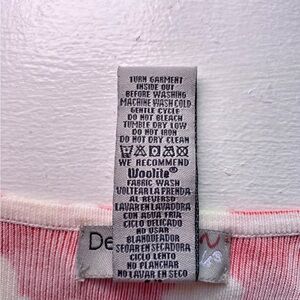 TURN GARMENT
INSIDE OUT
BEFORE WASHING
MACHINE WASH COLD
GENTLE CYCLE
DO NOT BLEACH
TUMBLE DRY LOW
DO NOT IRON
DO NOT DRY CLEAN
WE RECOMMEND
Woolite®
FABRIC WASH
VOLTEAR LA PRENDA
AL REVERSO
LAVAR EN LAVADORA
CON AGUA FRIA
CICLO DELICADO
NO USAR
BLANQUEADOR
SECAR EN SECADORA
CICLO LENTO
NO PLANCHAR
NO LAVAR EN SECO